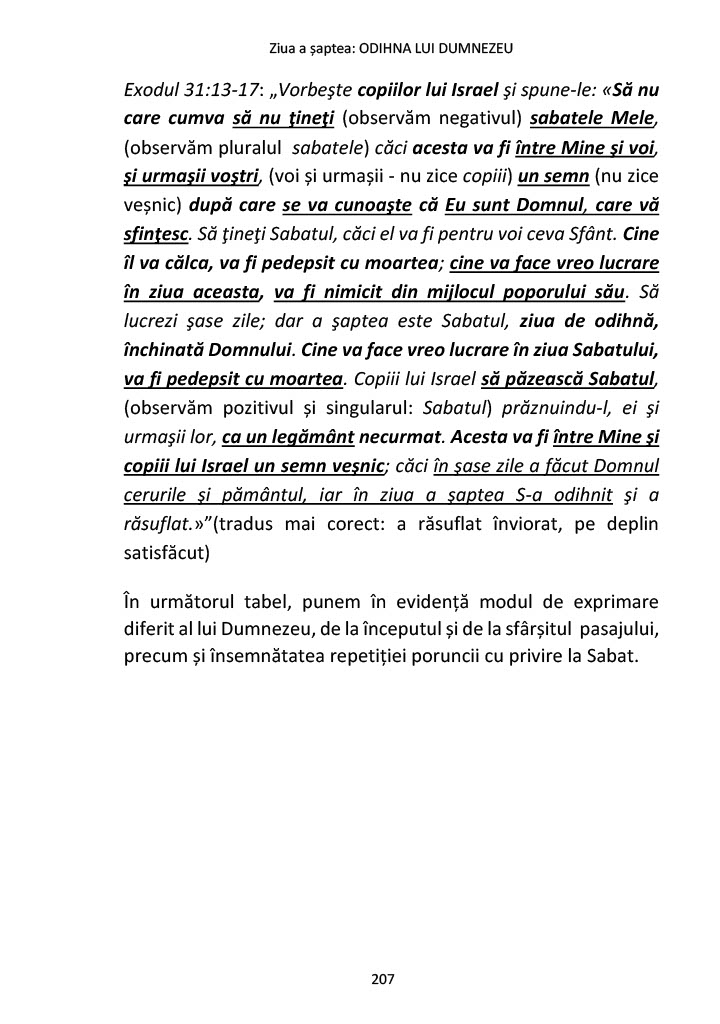 Ziua a șaptea: ODIHNA LUI DUMNEZEU
Exodul 31:13-17: „Vorbeşte copiilor lui Israel şi spune-le: «Să nu
care cumva să nu ţineţi (observăm negativul) sabatele Mele,
(observăm pluralul sabatele) căci acesta va fi între Mine şi voi,
şi urmaşii voştri, (voi și urmașii - nu zice copiii) un semn (nu zice
veșnic) după care se va cunoaşte că Eu sunt Domnul, care vă
sfinţesc. Să ţineţi Sabatul, căci el va fi pentru voi ceva Sfânt. Cine
îl va călca, va fi pedepsit cu moartea; cine va face vreo lucrare
în ziua aceasta, va fi nimicit din mijlocul poporului său. Să
lucrezi şase zile; dar a şaptea este Sabatul, ziua de odihnă,
închinată Domnului. Cine va face vreo lucrare în ziua Sabatului,
va fi pedepsit cu moartea. Copiii lui Israel să păzească Sabatul,
(observăm pozitivul și singularul: Sabatul) prăznuindu-l, ei şi
urmaşii lor, ca un legământ necurmat. Acesta va fi între Mine şi
copiii lui Israel un semn veşnic; căci în şase zile a făcut Domnul
cerurile şi pământul, iar în ziua a şaptea S-a odihnit şi a
răsuflat.»”(tradus mai corect: a răsuflat înviorat, pe deplin
satisfăcut)
În următorul tabel, punem în evidență modul de exprimare
diferit al lui Dumnezeu, de la începutul și de la sfârșitul pasajului,
precum și însemnătatea repetiției poruncii cu privire la Sabat.
207